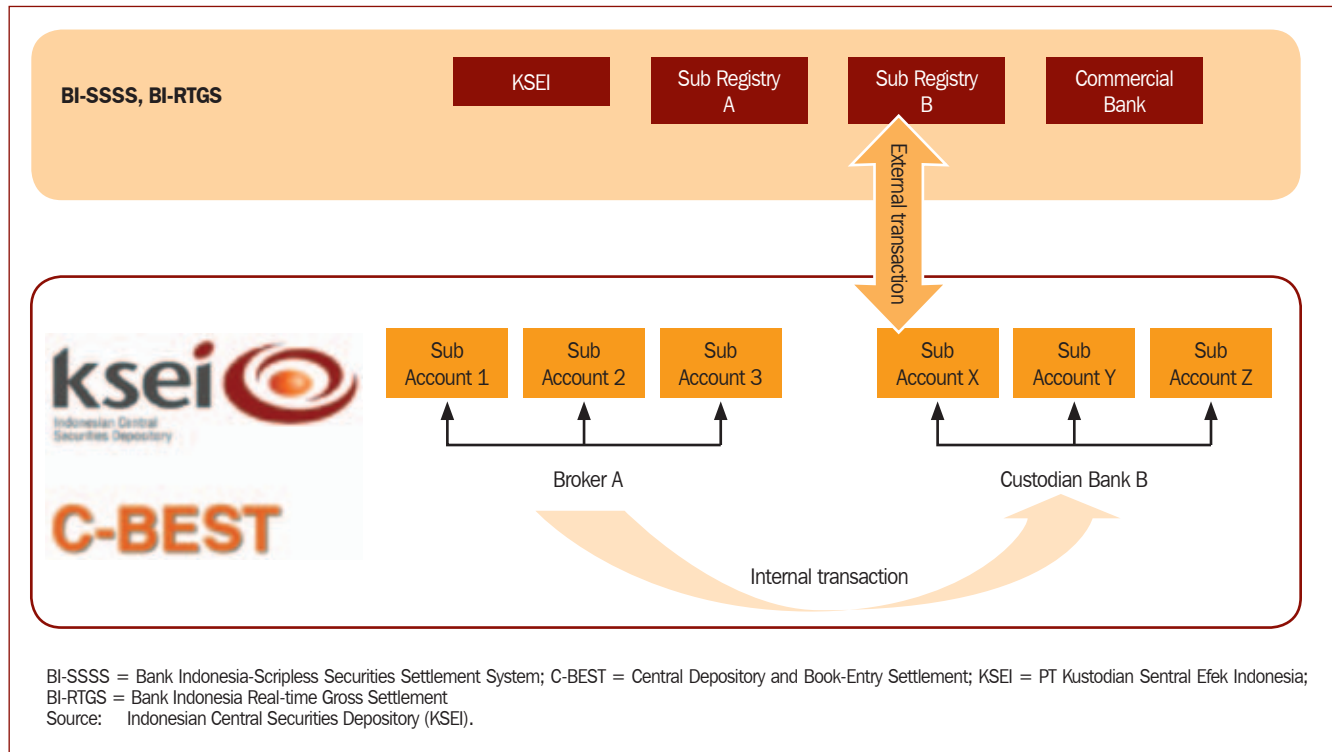 BI-SSSS, BI-RTGS
KSEI
Sub Registry
A
Sub Registry
B
Commercial
Bank
External transaction
ksei
Indonesian Central
Securities Depository
C-BEST
Sub
Account 1
Sub
Account 2
Sub
Account 3
Sub
Account X
Sub
Account Y
Sub
Account Z
Broker A
Custodian Bank B
Internal transaction
BI-SSSS = Bank Indonesia-Scripless Securities Settlement System; C-BEST = Central Depository and Book-Entry Settlement; KSEI = PT Kustodian Sentral Efek Indonesia;
BI-RTGS = Bank Indonesia Real-time Gross Settlement
Source: Indonesian Central Securities Depository (KSEI).